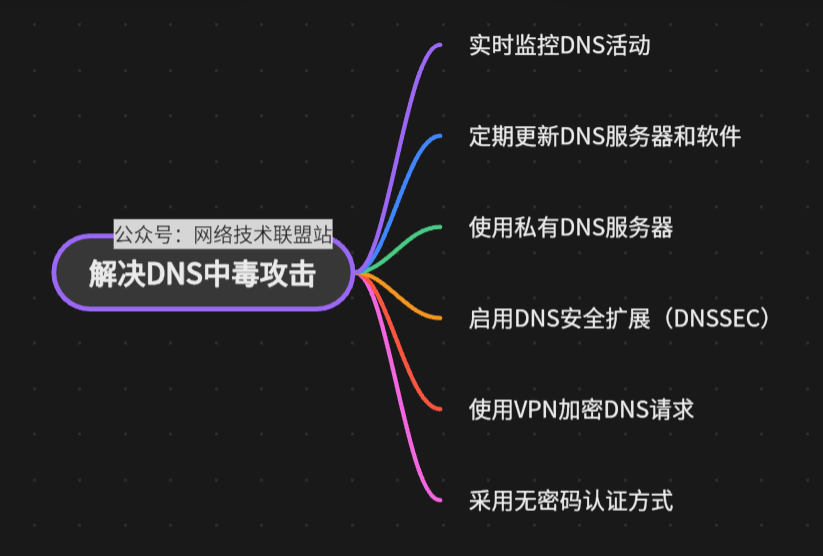 公众号：网络技术联盟站
解决DNS中毒攻击
实时监控DNS活动
定期更新DNS服务器和软件
使用私有DNS服务器
启用DNS安全扩展（DNSSEC）
使用VPN加密DNS请求
采用无密码认证方式